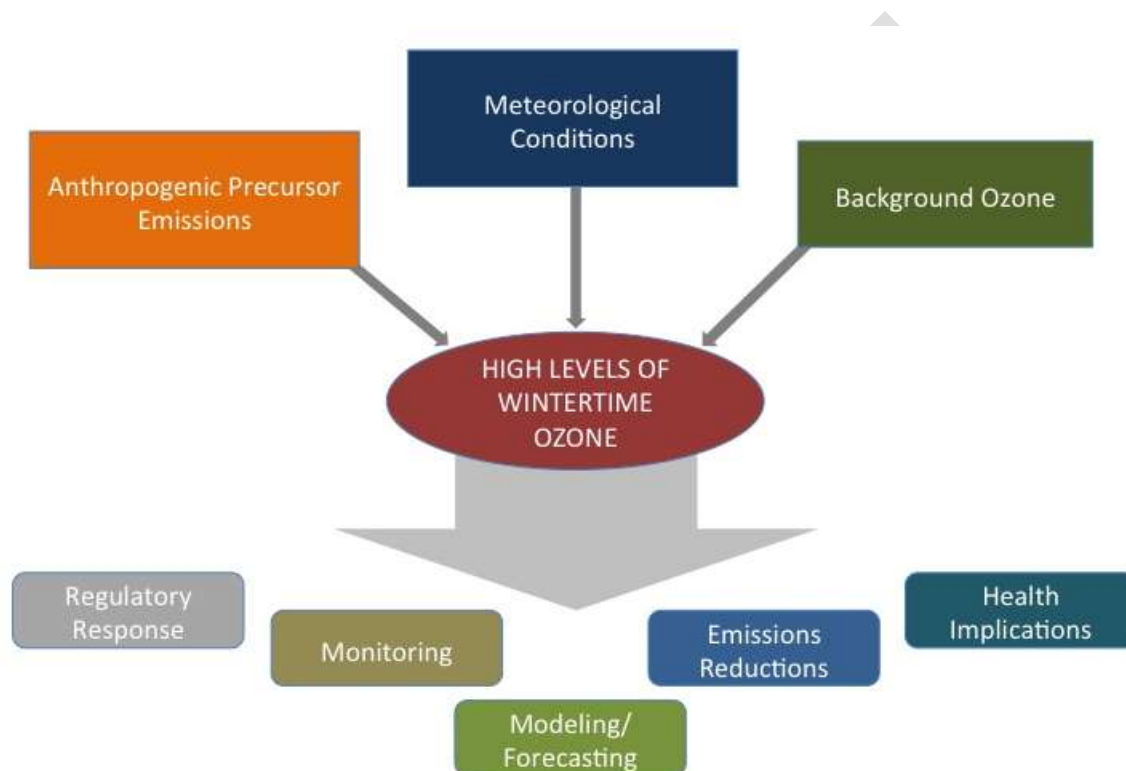 Meteorological
Conditions
Anthropogenic Precursor
Emissions
Background Ozone
HIGH LEVELS OF
WINTERTIME
OZONE
Regulatory
Response
Monitoring
Modeling/
Forecasting
Emissions
Reductions
Health
Implications